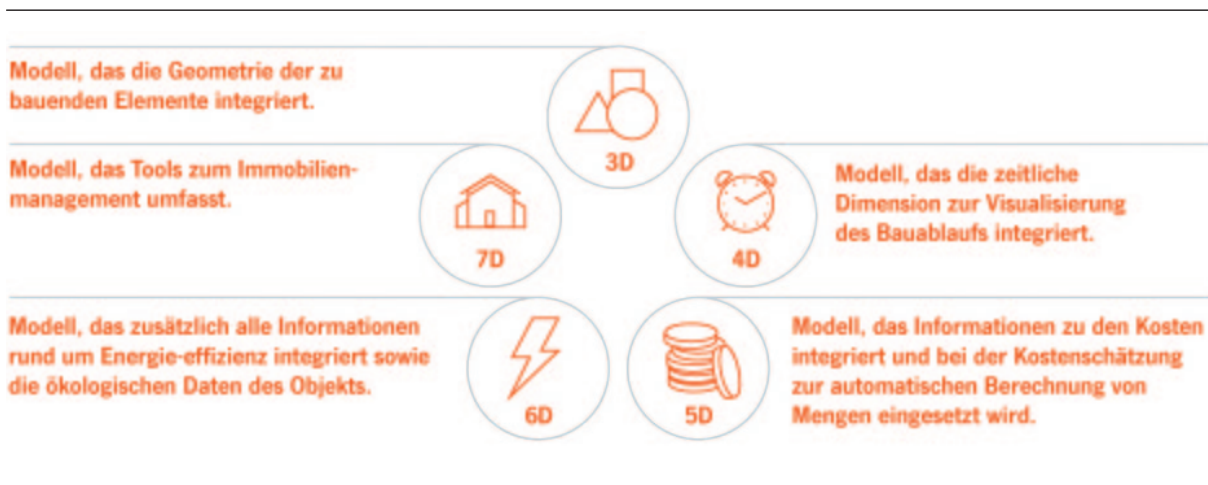 Modell, das die Geometrie der zu
bauenden Elemente integriert.
3D
Modell, das Tools zum Immobilien-
management umfasst.
7D
4D
Modell, das die zeitliche
Dimension zur Visualisierung
des Bauablaufs integriert.
Modell, das zusätzlich alle Informationen
rund um Energie-effizienz integriert sowie
die ökologischen Daten des Objekts.
6D
5D
Modell, das Informationen zu den Kosten
integriert und bei der Kostenschätzung
zur automatischen Berechnung von
Mengen eingesetzt wird.